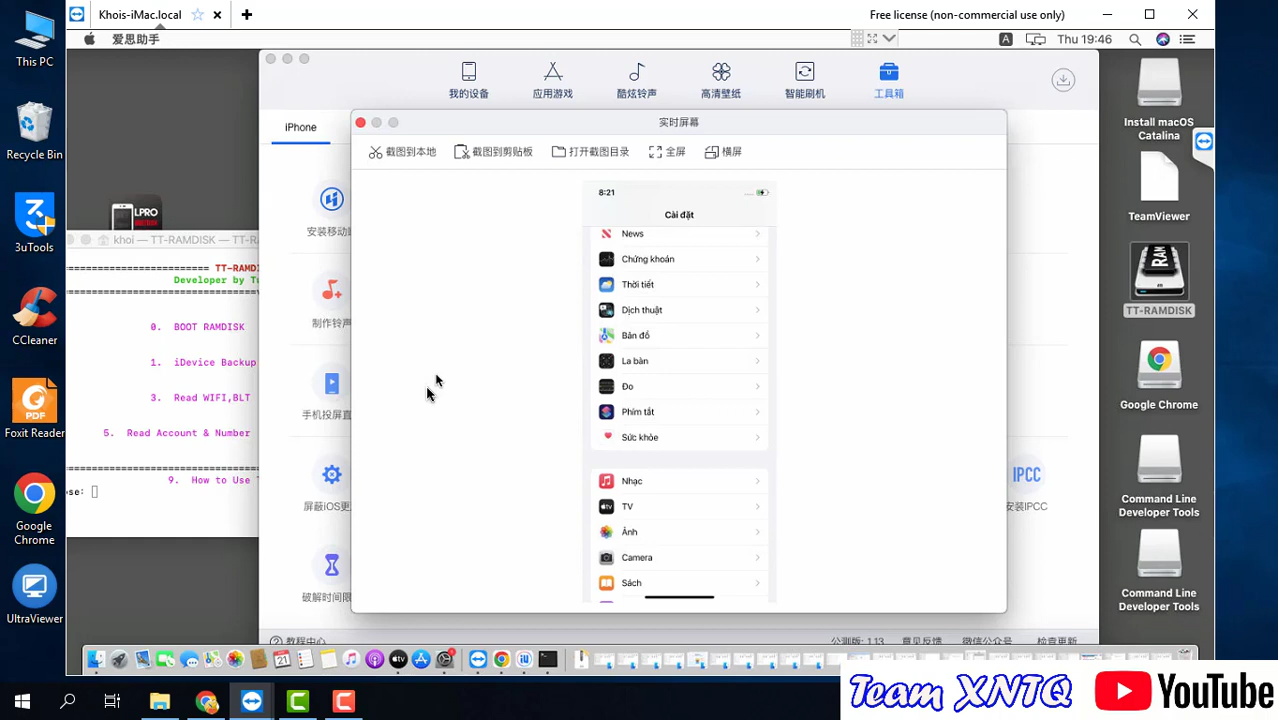 This PC
Recycle Bin
3uTools
CCleaner
Foxit Reader
Google Chrome
UltraViewer
Khois-iMac.local
Free license (non-commercial use only)
爱思助手
A
Thu 19:46
我的设备
应用游戏
酷炫铃声
高清壁纸
智能刷机
工具箱
iPhone
实时屏幕
截图到本地
截图到剪贴板
打开截图目录
全屏
横屏
安装移动端
制作铃声
手机投屏直
屏蔽iOS更
破解时间限
IPCC
安装IPCC
教程中心
公测版: 1.13
意见反馈
微信公众号
检查更新
8:21
Cài đặt
News
Chứng khoán
Thời tiết
Dịch thuật
Bản đồ
La bàn
Đo
Phím tắt
Sức khỏe
Nhạc
TV
Ảnh
Camera
Sách
LPRO
khoi — TT-RAMDISK — TT-R
TT-RAMD
Developer by Tu
0. BOOT RAMDISK
1. iDevice Backup
3. Read WIFI,BLT
5. Read Account & Number
9. How to Use
ose:
Install macOS Catalina
TeamViewer
RAM
TT-RAMDISK
Google Chrome
Command Line Developer Tools
Command Line Developer Tools
Team XNTQ
YouTube